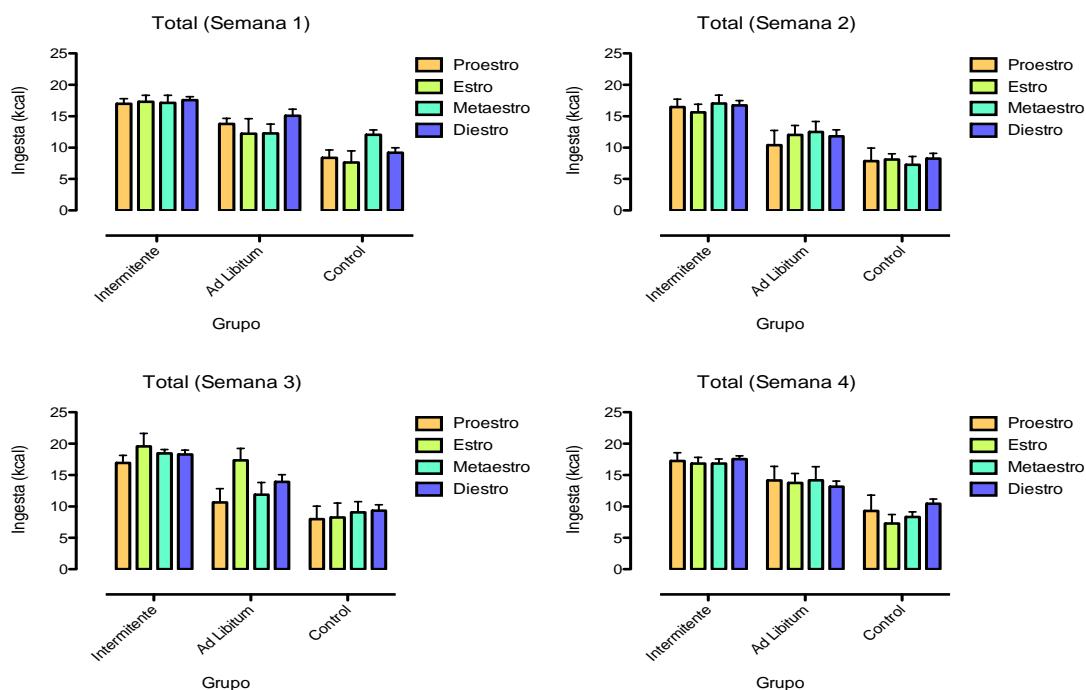 Total (Semana 1)
25
20
15
10
5
0
Ingesta (kcal)
Intermitente
Ad Libitum
Control
Grupo
Proestro
Estro
Metaestro
Diestro
Total (Semana 2)
25
20
15
10
5
0
Ingesta (kcal)
Intermitente
Ad Libitum
Control
Grupo
Proestro
Estro
Metaestro
Diestro
Total (Semana 3)
25
20
15
10
5
0
Ingesta (kcal)
Intermitente
Ad Libitum
Control
Grupo
Proestro
Estro
Metaestro
Diestro
Total (Semana 4)
25
20
15
10
5
0
Ingesta (kcal)
Intermitente
Ad Libitum
Control
Grupo
Proestro
Estro
Metaestro
Diestro